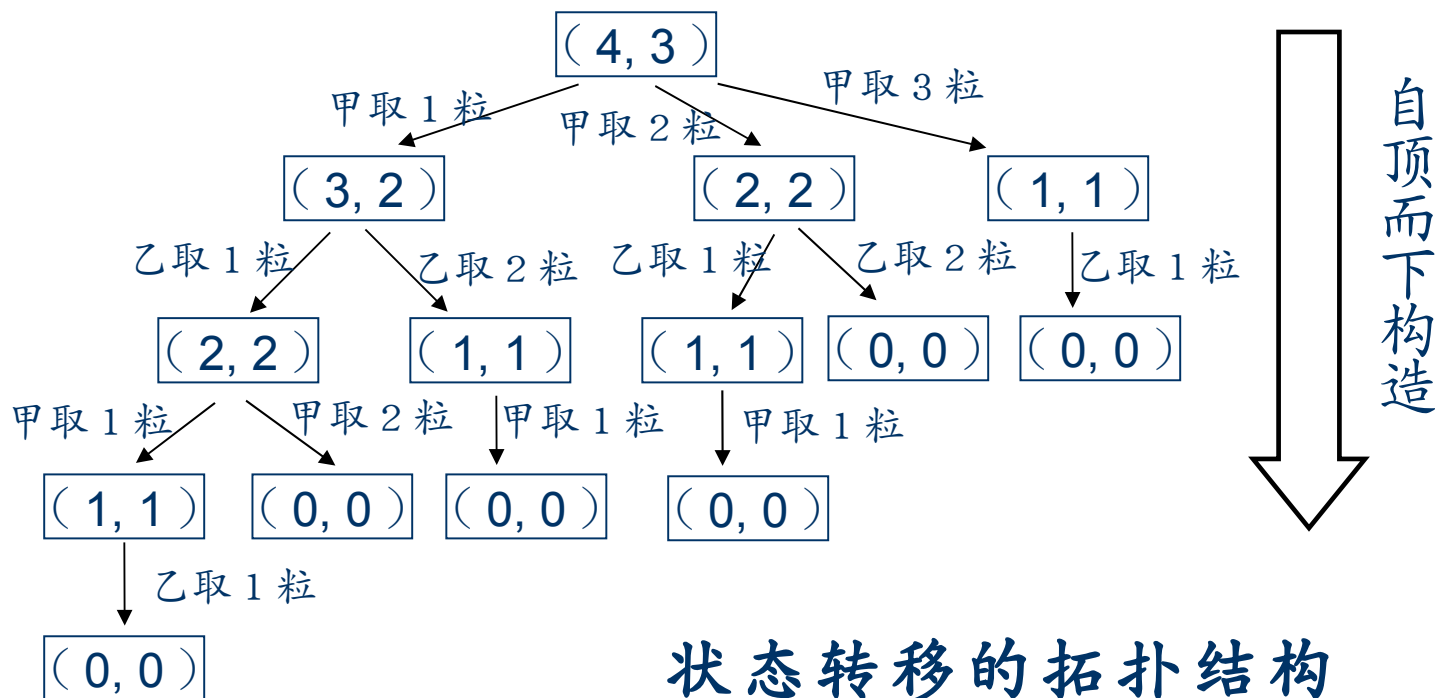 （ 4, 3 ）
甲取 1 粒
甲取 2 粒
甲取 3 粒
（ 3, 2 ）
（ 2, 2 ）
（ 1, 1 ）
乙取 1 粒
乙取 2 粒
乙取 1 粒
乙取 2 粒
乙取 1 粒
（ 2, 2 ）
（ 1, 1 ）
（ 1, 1 ）
（ 0, 0 ）
（ 0, 0 ）
甲取 1 粒
甲取 2 粒
甲取 1 粒
甲取 1 粒
（ 1, 1 ）
（ 0, 0 ）
（ 0, 0 ）
（ 0, 0 ）
乙取 1 粒
（ 0, 0 ）
自顶而下构造
状态转移的拓扑结构